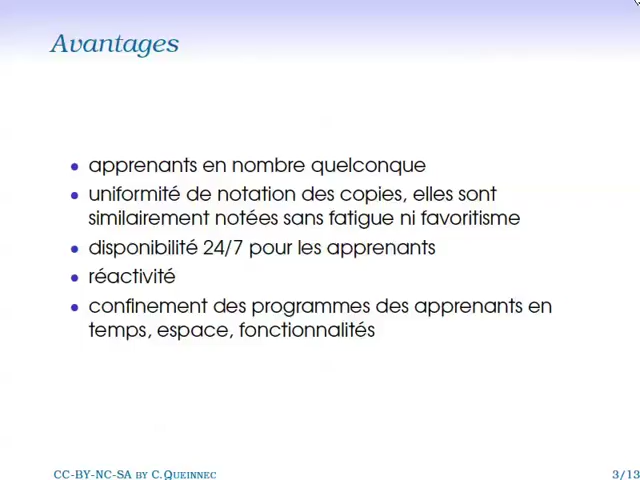 Avantages
• apprenants en nombre quelconque
• uniformité de notation des copies, elles sont
similairement notées sans fatigue ni favoritisme
• disponibilité 24/7 pour les apprenants
• réactivité
• confinement des programmes des apprenants en
temps, espace, fonctionnalités
CC-BY-NC-SA BY C.QUEINNEC 3/13